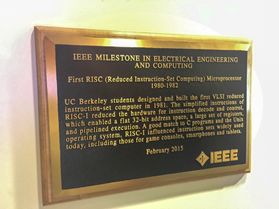 IEEE MILESTONE IN ELECTRICAL ENGINEERING
AND COMPUTING
First RISC (Reduced Instruction-Set Computing) Microprocessor
1980-1982
UC Berkeley students designed and built the first VLSI reduced
instruction-set computer in 1981. The simplified instructions of
RISC-I reduced the hardware for instruction decode and control,
which enabled a flat 32-bit address space, a large set of registers,
and pipelined execution. A good match to C programs and the Unix
operating system, RISC-I influenced instruction sets widely used
today, including those for game consoles, smartphones and tablets.
February 2015
IEEE